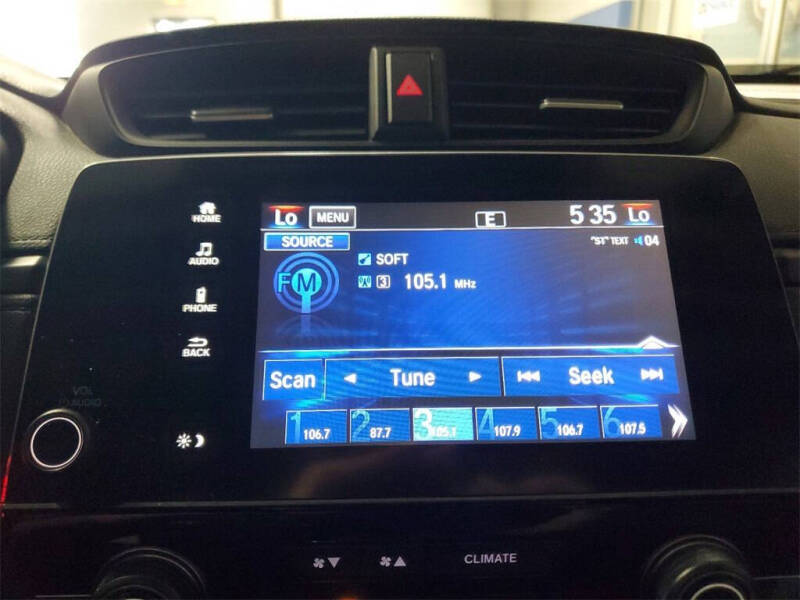 Lo MENU E 5 35 Lo
HOME
SOURCE "ST" TEXT 04
SOFT
AUDIO
FM 3 105.1 MHz
PHONE
BACK
Scan Tune Seek
VOL
AUDIO
1 106.7 2 87.7 3 105.1 4 107.9 5 106.7 6 107.5
CLIMATE